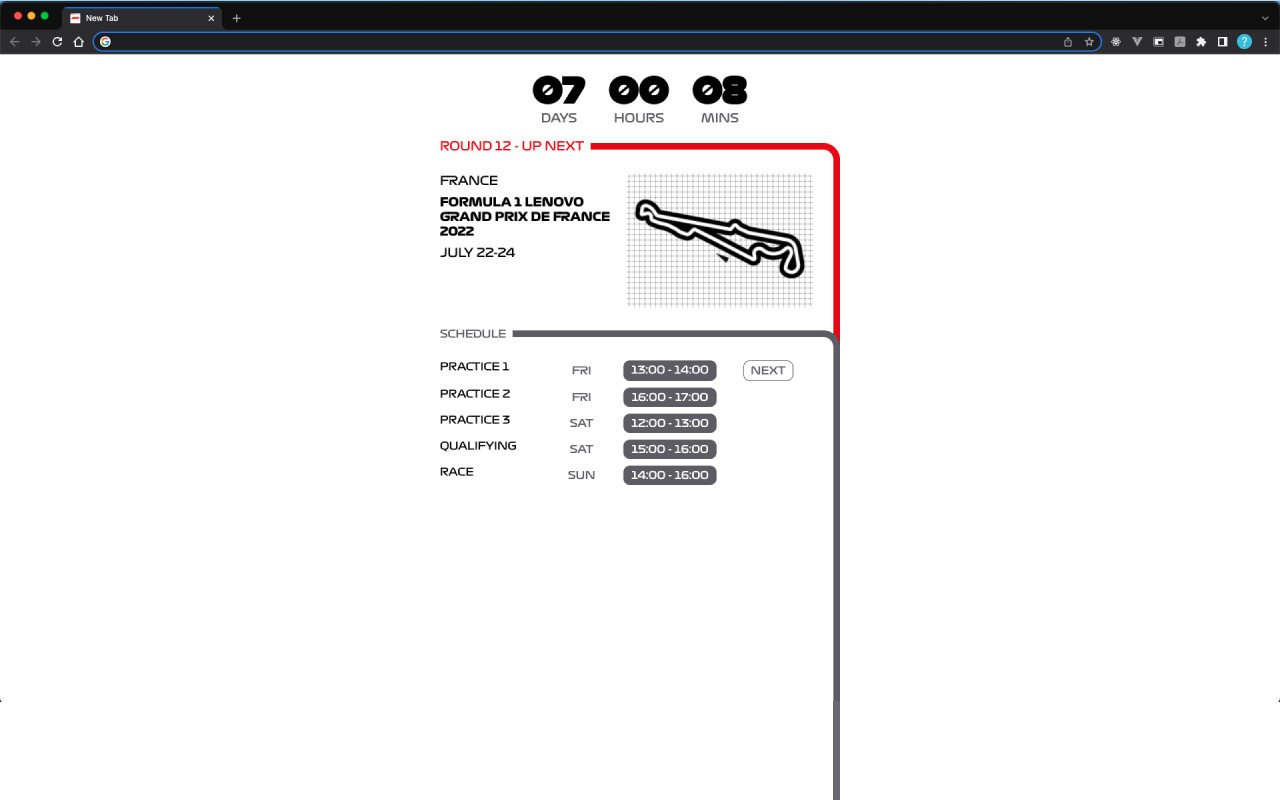 New Tab
07 00 08
DAYS HOURS MINS
ROUND 12 - UP NEXT
FRANCE
FORMULA 1 LENOVO
GRAND PRIX DE FRANCE
2022
JULY 22-24
SCHEDULE
PRACTICE 1 FRI 13:00 - 14:00 NEXT
PRACTICE 2 FRI 16:00 - 17:00
PRACTICE 3 SAT 12:00 - 13:00
QUALIFYING SAT 15:00 - 16:00
RACE SUN 14:00 - 16:00